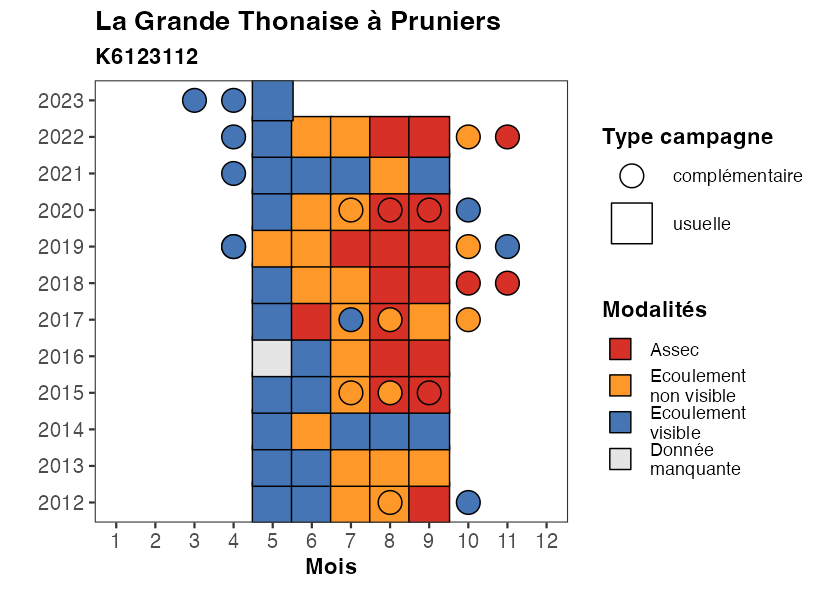 La Grande Thonaise à Pruniers
K6123112
2023
2022
2021
2020
2019
2018
2017
2016
2015
2014
2013
2012
1 2 3 4 5 6 7 8 9 10 11 12
Mois
Type campagne
complémentaire
usuelle
Modalités
Assec
Ecoulement
non visible
Ecoulement
visible
Donnée
manquante